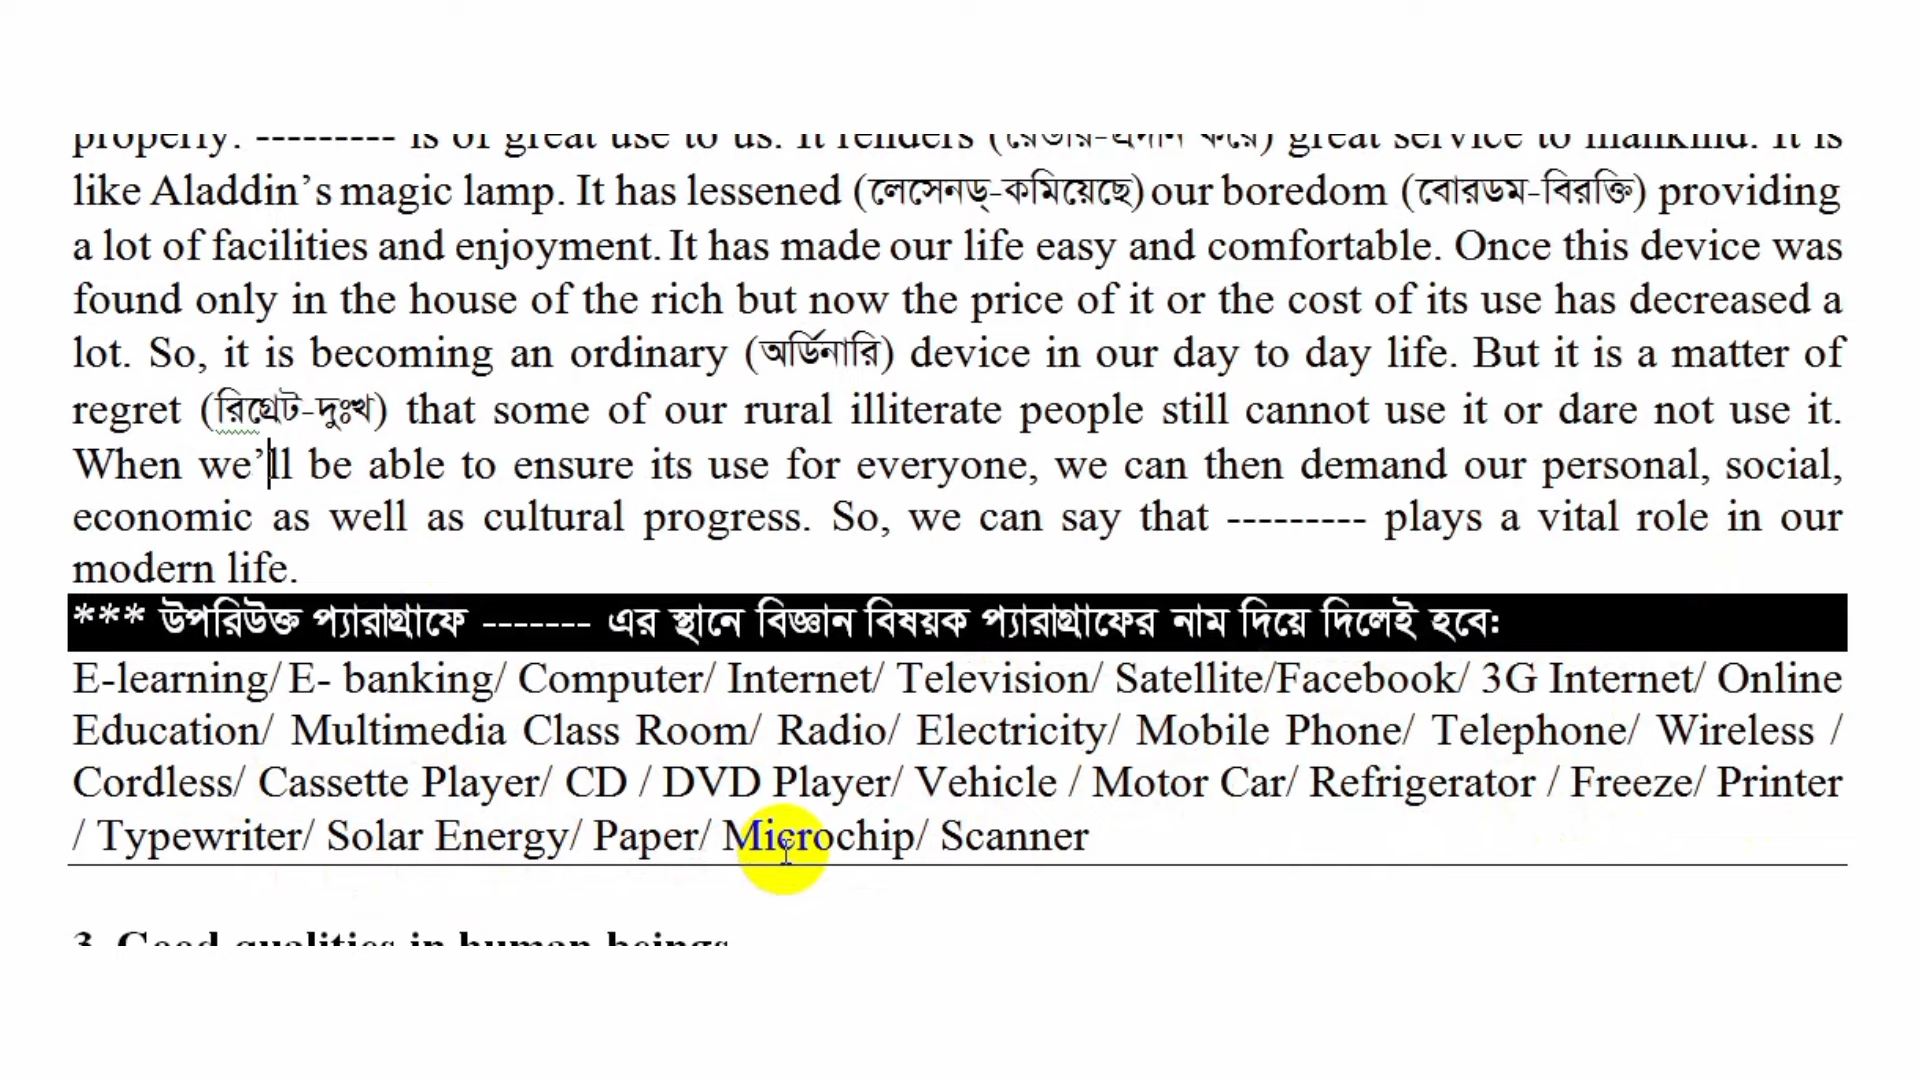 properly. --------- is of great use to us. It renders (রেন্ডার-প্রদান করে) great service to mankind. It is
like Aladdin’s magic lamp. It has lessened (লেসেনড্-কমিয়েছে) our boredom (বোরডম-বিরক্তি) providing
a lot of facilities and enjoyment. It has made our life easy and comfortable. Once this device was
found only in the house of the rich but now the price of it or the cost of its use has decreased a
lot. So, it is becoming an ordinary (অর্ডিনারি) device in our day to day life. But it is a matter of
regret (রিগ্রেট-দুঃখ) that some of our rural illiterate people still cannot use it or dare not use it.
When we’ll be able to ensure its use for everyone, we can then demand our personal, social,
economic as well as cultural progress. So, we can say that --------- plays a vital role in our
modern life.
*** উপরিউক্ত প্যারাগ্রাফে ------- এর স্থানে বিজ্ঞান বিষয়ক প্যারাগ্রাফের নাম দিয়ে দিলেই হবে:
E-learning/ E- banking/ Computer/ Internet/ Television/ Satellite/Facebook/ 3G Internet/ Online
Education/ Multimedia Class Room/ Radio/ Electricity/ Mobile Phone/ Telephone/ Wireless /
Cordless/ Cassette Player/ CD / DVD Player/ Vehicle / Motor Car/ Refrigerator / Freeze/ Printer
/ Typewriter/ Solar Energy/ Paper/ Microchip/ Scanner
3. Good qualities in human beings